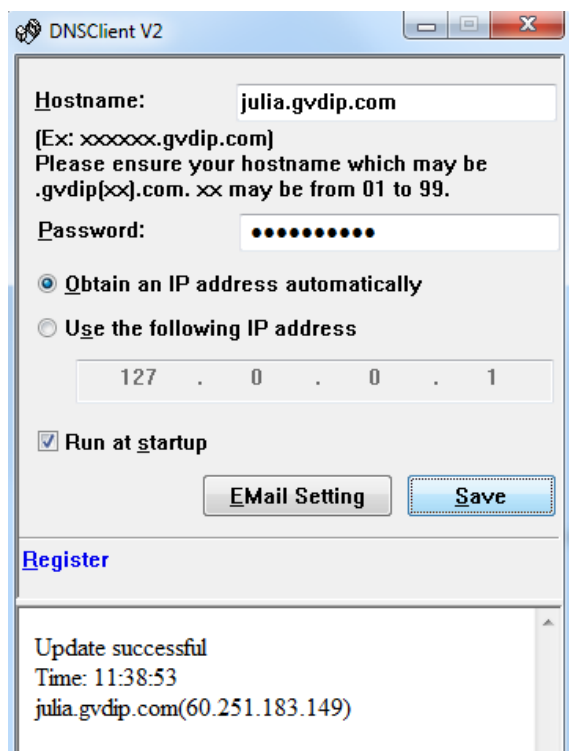 DNSClient V2
Hostname: julia.gvdip.com
(Ex: xxxxxx.gvdip.com)
Please ensure your hostname which may be
.gvdip(xx).com. xx may be from 01 to 99.
Password: ●●●●●●●●●●
Obtain an IP address automatically
Use the following IP address
127 . 0 . 0 . 1
Run at startup
EMail Setting Save
Register
Update successful
Time: 11:38:53
julia.gvdip.com(60.251.183.149)